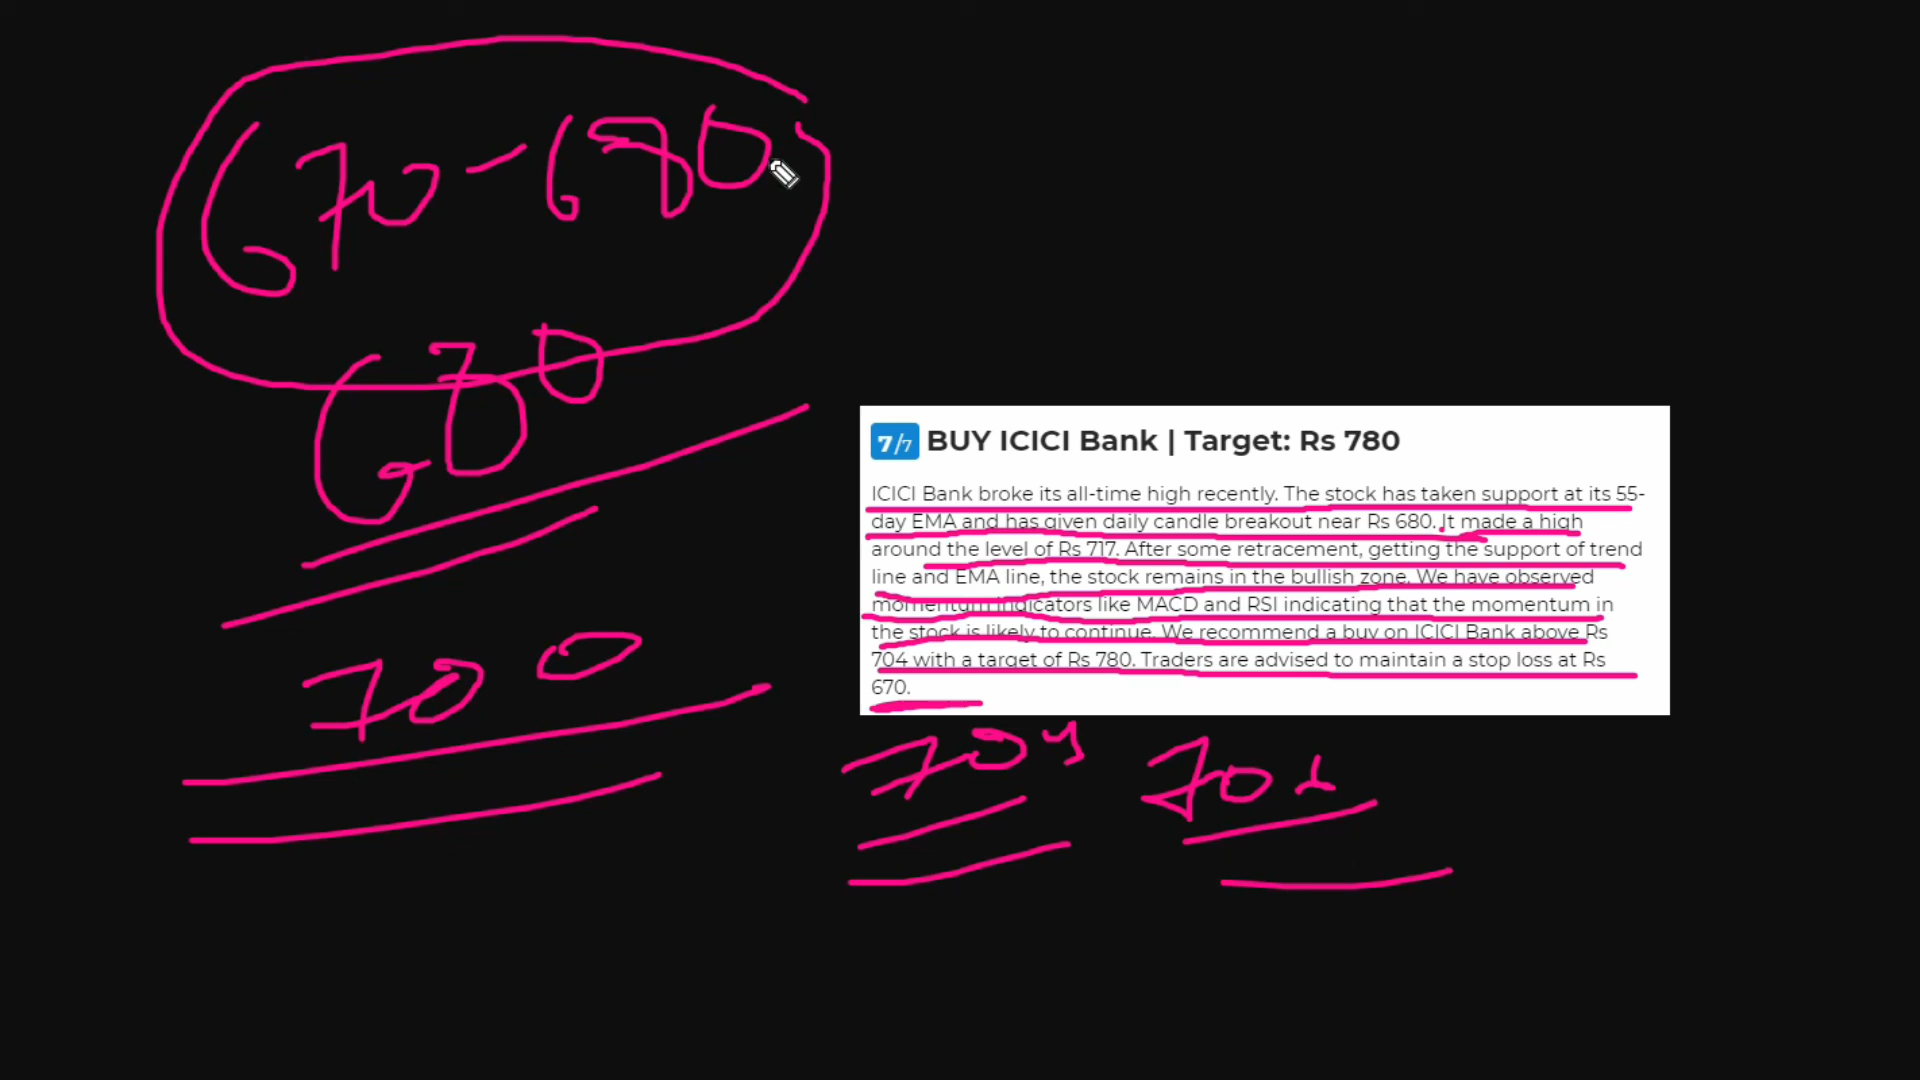 670-680
680
700
7/7 BUY ICICI Bank | Target: Rs 780
ICICI Bank broke its all-time high recently. The stock has taken support at its 55-
day EMA and has given daily candle breakout near Rs 680. It made a high
around the level of Rs 717. After some retracement, getting the support of trend
line and EMA line, the stock remains in the bullish zone. We have observed
momentum indicators like MACD and RSI indicating that the momentum in
the stock is likely to continue. We recommend a buy on ICICI Bank above Rs
704 with a target of Rs 780. Traders are advised to maintain a stop loss at Rs
670.
704